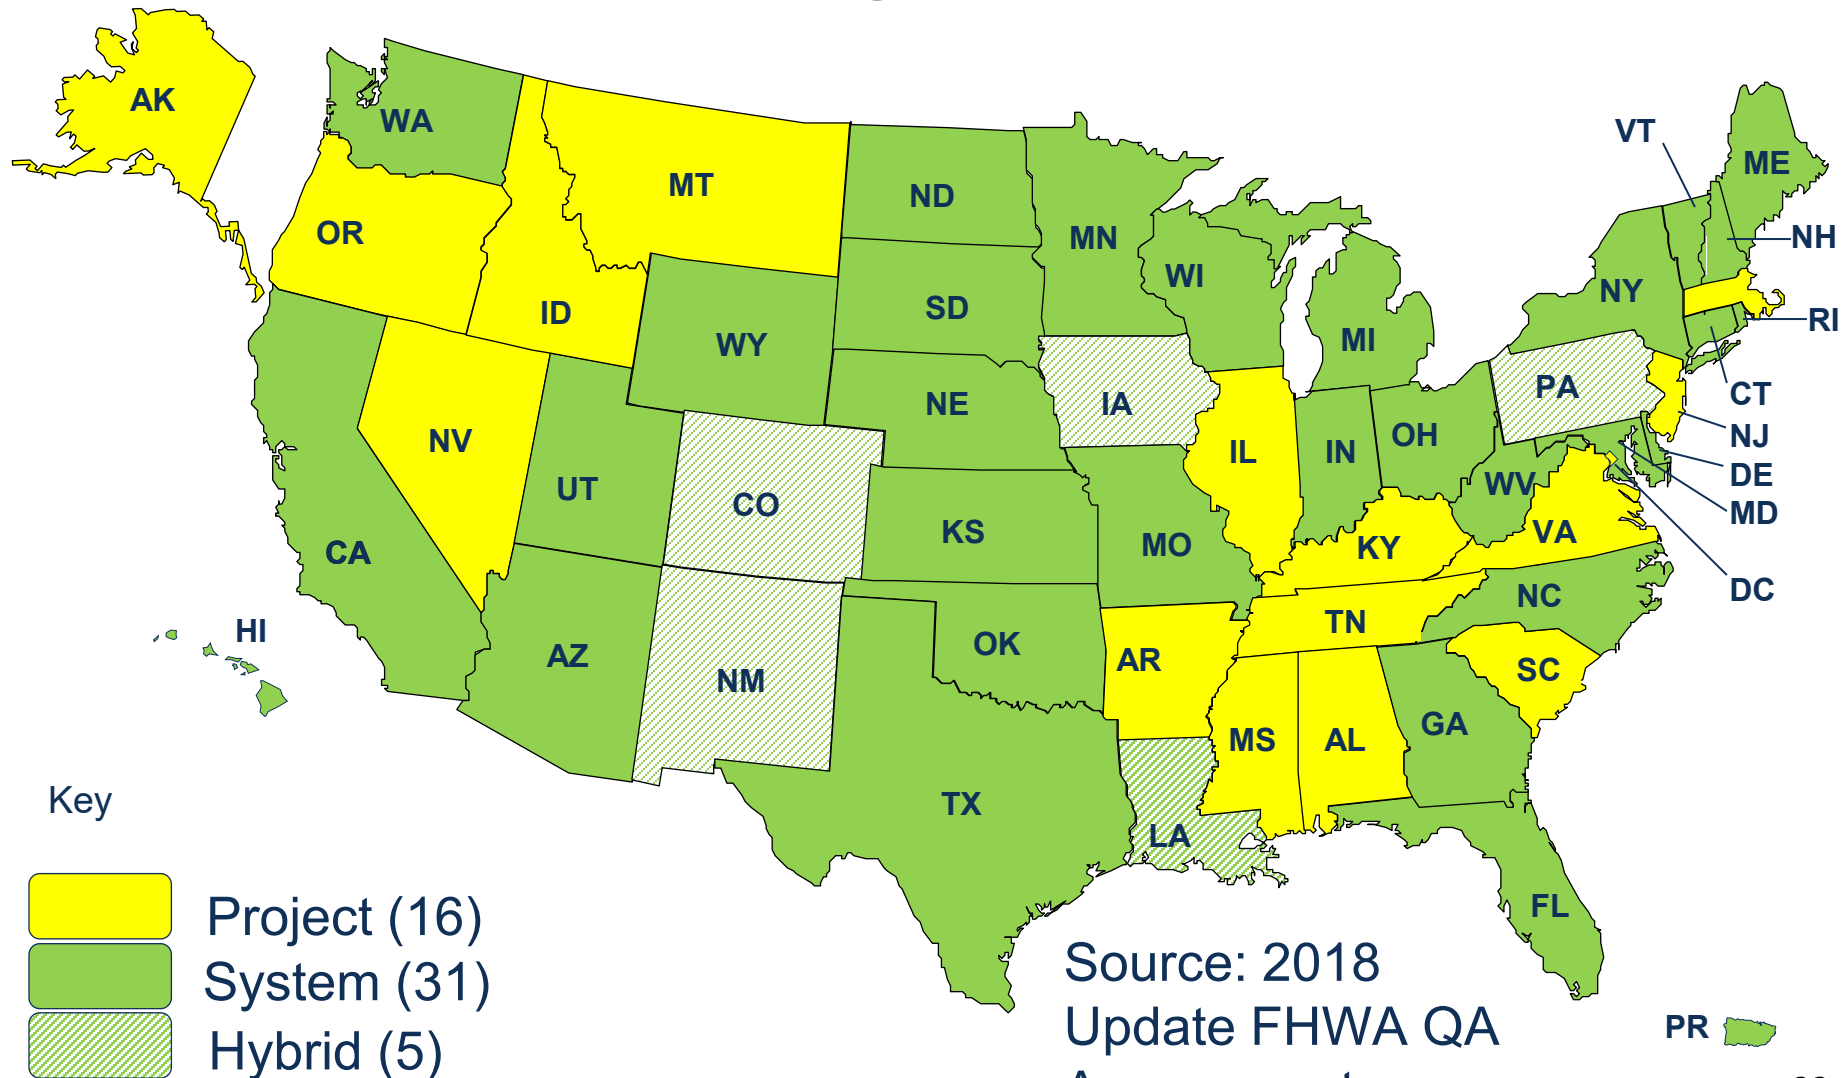 AK
WA
MT
ND
MN
ME
VT
NH
OR
ID
WY
SD
WI
MI
NY
RI
NV
UT
CO
NE
IA
IL
IN
OH
PA
CT
NJ
DE
MD
DC
CA
KS
MO
WV
KY
VA
HI
AZ
NM
OK
AR
TN
NC
SC
TX
LA
MS
AL
GA
FL
PR
Key
Project (16)
System (31)
Hybrid (5)
Source: 2018
Update FHWA QA